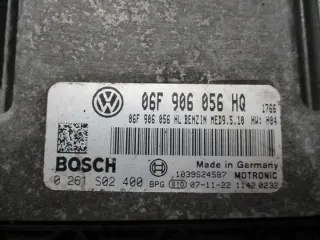 06F 906 056 HQ 1766
06F 906 056 HL BENZIN MED9.5.10 HW: H04
BOSCH
Made in Germany
1039S24587 MOTRONIC
0 261 S02 400 BPG 07-11-22 1142 0232